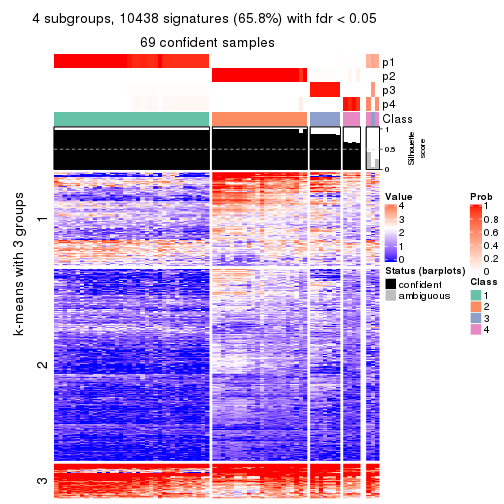 4 subgroups, 10438 signatures (65.8%) with fdr < 0.05
69 confident samples
p1
p2
p3
p4
Class
1
0.5
0
Silhouette
score
k-means with 3 groups
1
2
3
Value
4
3
2
1
0
Status (barplots)
confident
ambiguous
Prob
1
0.8
0.6
0.4
0.2
0
Class
1
2
3
4